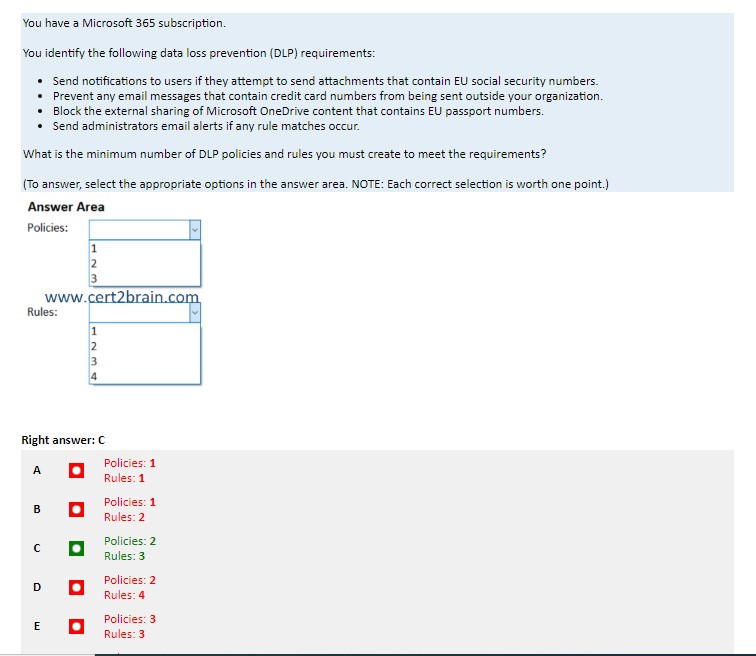 You have a Microsoft 365 subscription.
You identify the following data loss prevention (DLP) requirements:
• Send notifications to users if they attempt to send attachments that contain EU social security numbers.
• Prevent any email messages that contain credit card numbers from being sent outside your organization.
• Block the external sharing of Microsoft OneDrive content that contains EU passport numbers.
• Send administrators email alerts if any rule matches occur.
What is the minimum number of DLP policies and rules you must create to meet the requirements?
(To answer, select the appropriate options in the answer area. NOTE: Each correct selection is worth one point.)
Answer Area
Policies:
1
2
3
www.cert2brain.com
Rules:
1
2
3
4
Right answer: C
A
Policies: 1
Rules: 1
B
Policies: 1
Rules: 2
C
Policies: 2
Rules: 3
D
Policies: 2
Rules: 4
E
Policies: 3
Rules: 3